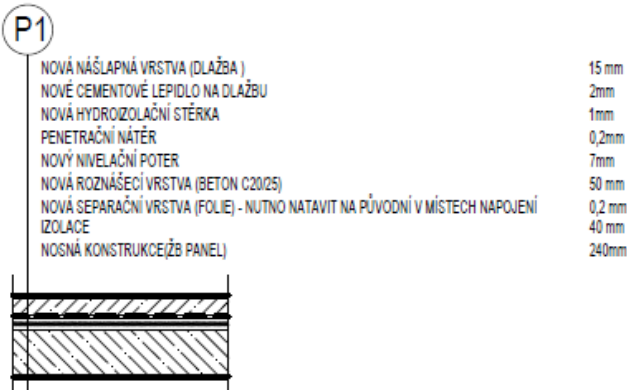 P1
NOVÁ NÁŠLAPNÁ VRSTVA (DLAŽBA ) 15 mm
NOVÉ CEMENTOVÉ LEPIDLO NA DLAŽBU 2mm
NOVÁ HYDROIZOLAČNÍ STĚRKA 1mm
PENETRAČNÍ NÁTĚR 0,2mm
NOVÝ NIVELAČNÍ POTER 7mm
NOVÁ ROZNÁŠECÍ VRSTVA (BETON C20/25) 50 mm
NOVÁ SEPARAČNÍ VRSTVA (FOLIE) - NUTNO NATAVIT NA PŮVODNÍ V MÍSTECH NAPOJENÍ 0,2 mm
IZOLACE 40 mm
NOSNÁ KONSTRUKCE(ŽB PANEL) 240mm